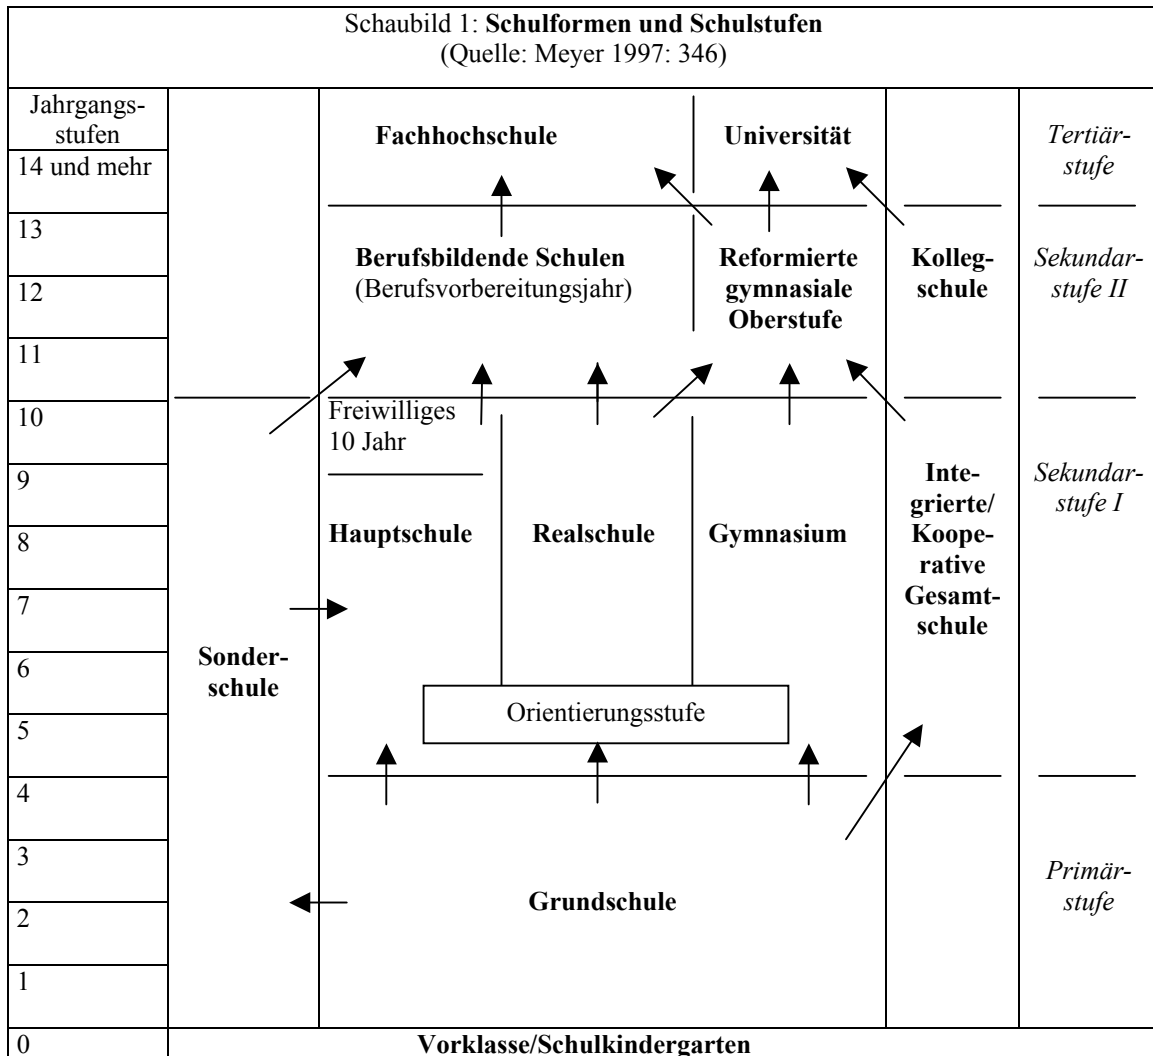 Schaubild 1: Schulformen und Schulstufen
(Quelle: Meyer 1997: 346)
Jahrgangs-
stufen
14 und mehr
Fachhochschule
Universität
Tertiär-
stufe
13
12
11
Berufsbildende Schulen
(Berufsvorbereitungsjahr)
Reformierte
gymnasiale
Oberstufe
Kolleg-
schule
Sekundar-
stufe II
10
9
8
7
6
5
Freiwilliges
10 Jahr
Hauptschule
Realschule
Gymnasium
Inte-
grierte/
Koope-
rative
Gesamt-
schule
Sekundar-
stufe I
Sonder-
schule
Orientierungsstufe
4
3
2
1
Grundschule
Primär-
stufe
0
Vorklasse/Schulkindergarten